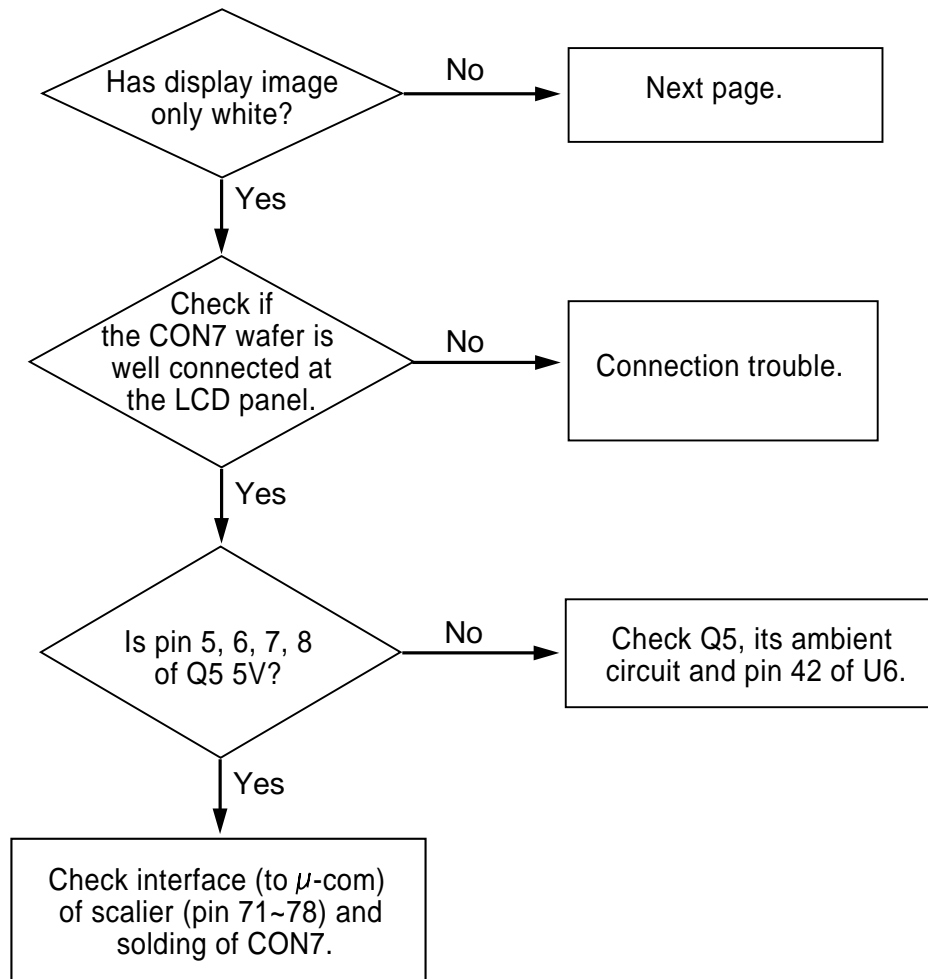 Has display image
only white?
No
Next page.
Yes
Check if
the CON7 wafer is
well connected at
the LCD panel.
No
Connection trouble.
Yes
Is pin 5, 6, 7, 8
of Q5 5V?
No
Check Q5, its ambient
circuit and pin 42 of U6.
Yes
Check interface (to μ-com)
of scalier (pin 71~78) and
solding of CON7.